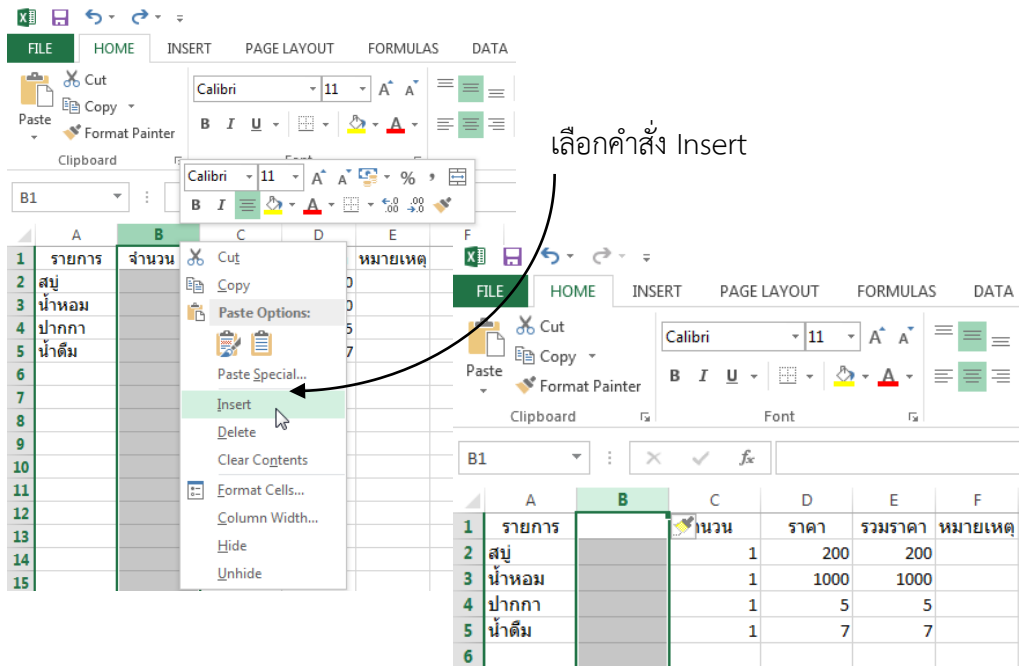 FILE HOME INSERT PAGE LAYOUT FORMULAS DATA
Cut
Copy
Format Painter
Paste
Clipboard
Calibri 11
B I U
Calibri 11 %
B I
B1
A B C D E F
1 รายการ จำนวน หมายเหตุ
2 สบู่
3 น้ำหอม
4 ปากกา 5
5 น้ำดื่ม 7
6
7
8
9
10
11
12
13
14
15
Cut
Copy
Paste Options:
Paste Special...
Insert
Delete
Clear Contents
Format Cells...
Column Width...
Hide
Unhide
เลือกคำสั่ง Insert
FILE HOME INSERT PAGE LAYOUT FORMULAS DATA
Cut
Copy
Format Painter
Paste
Clipboard
Calibri 11
B I U
Font
B1 fx
A B C D E F
1 รายการ ราคา รวมราคา หมายเหตุ
2 สบู่ 1 200 200
3 น้ำหอม 1 1000 1000
4 ปากกา 1 5 5
5 น้ำดื่ม 1 7 7
6